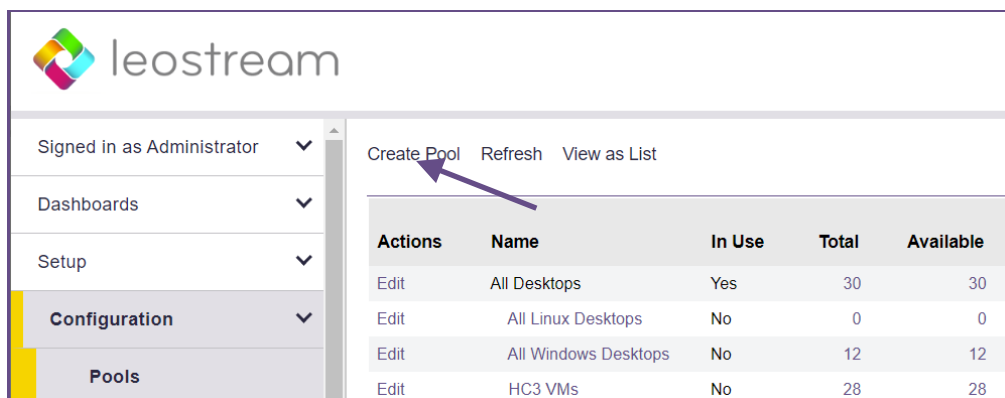 leostream
Signed in as Administrator
Dashboards
Setup
Configuration
Pools
Create Pool Refresh View as List
Actions Name In Use Total Available
Edit All Desktops Yes 30 30
Edit All Linux Desktops No 0 0
Edit All Windows Desktops No 12 12
Edit HC3 VMs No 28 28